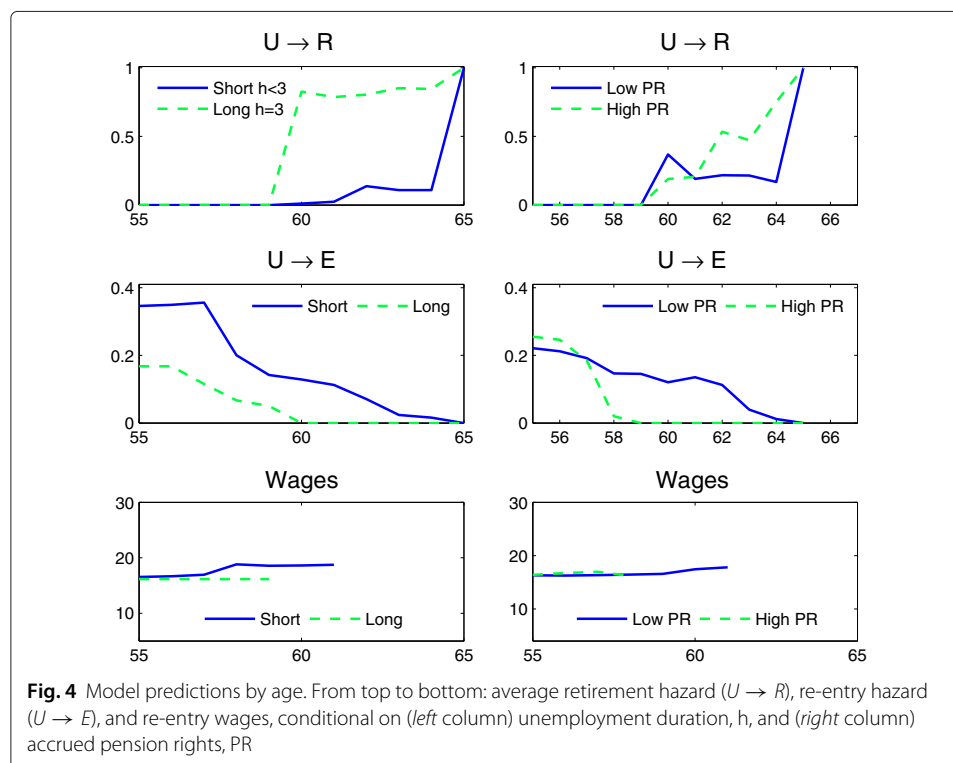 U → R
1
0.5
0
55
60
65
Short h<3
Long h=3
U → R
1
0.5
0
56
58
60
62
64
66
Low PR
High PR
U → E
0.4
0.2
0
55
60
65
Short
Long
U → E
0.4
0.2
0
56
58
60
62
64
66
Low PR
High PR
Wages
30
20
10
55
60
65
Short
Long
Wages
30
20
10
55
60
65
Low PR
High PR
Fig. 4 Model predictions by age. From top to bottom: average retirement hazard (U → R), re-entry hazard
(U → E), and re-entry wages, conditional on (left column) unemployment duration, h, and (right column)
accrued pension rights, PR